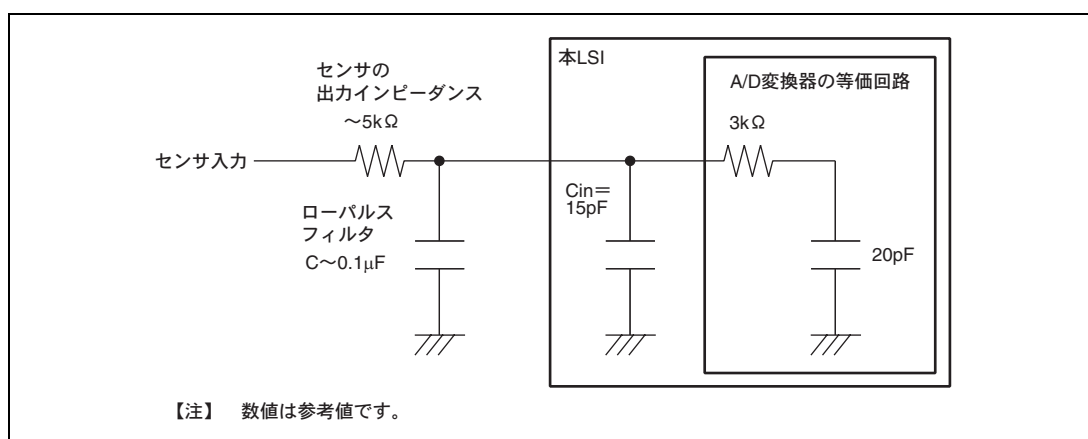 本LSI
A/D変換器の等価回路
センサの
出力インピーダンス
～5kΩ
3kΩ
センサ入力
Cin＝
15pF
ローパルス
フィルタ
C～0.1μF
20pF
【注】 数値は参考値です。